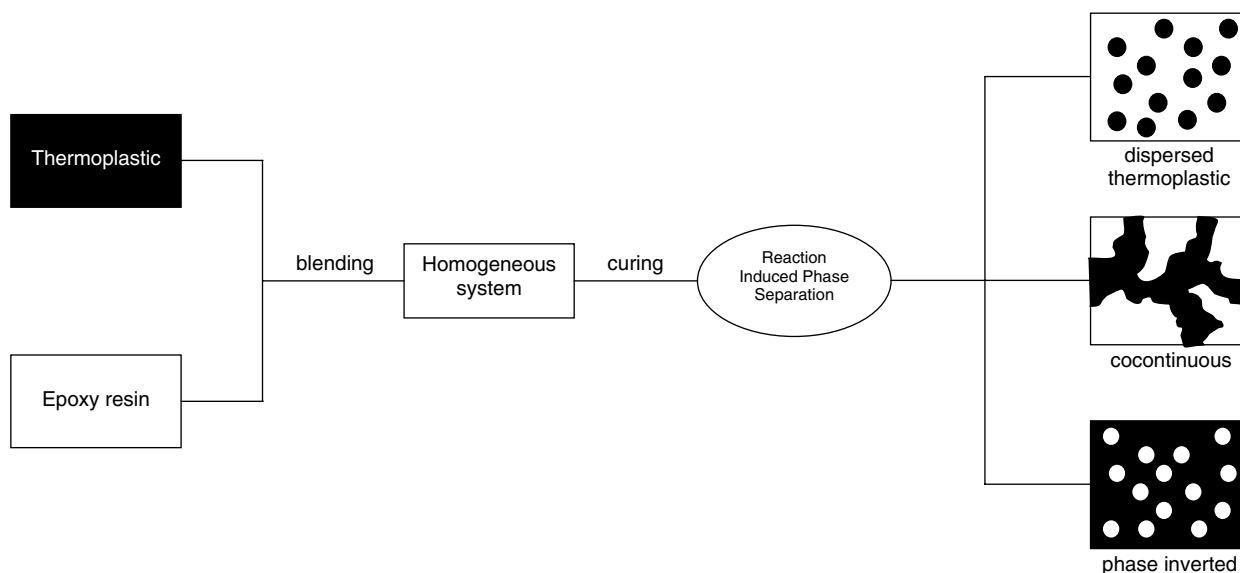 Thermoplastic
Epoxy resin
blending
Homogeneous
system
curing
Reaction
Induced Phase
Separation
dispersed
thermoplastic
cocontinuous
phase inverted